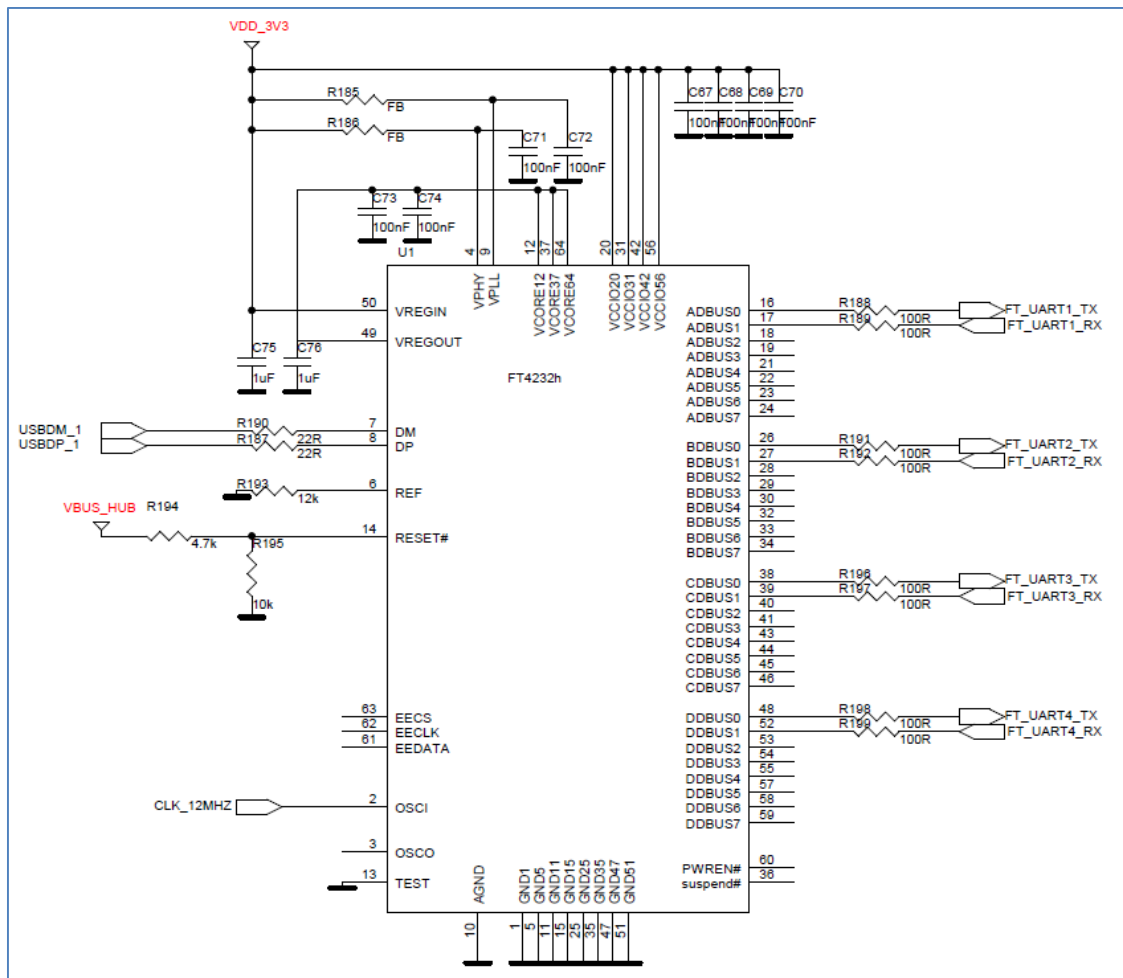 VDD_3V3
R185
FB
R186
FB
C67 C68 C69 C70
100nF 100nF 100nF 100nF
C71 C72
100nF 100nF
C73 C74
100nF 100nF
U1
4 9 12 37 64 20 31 42 56
VPHY VPLL VCORE12 VCORE37 VCORE64 VCCIO20 VCCIO31 VCCIO42 VCCIO56
50 VREGIN
49 VREGOUT
C75 C76
1uF 1uF
FT4232h
ADBUS0 16 R188 100R FT_UART1_TX
ADBUS1 17 R189 100R FT_UART1_RX
ADBUS2 18
ADBUS3 19
ADBUS4 21
ADBUS5 22
ADBUS6 23
ADBUS7 24
USBDM_1 R190 22R 7 DM
USBDP_1 R187 22R 8 DP
BDBUS0 26 R191 100R FT_UART2_TX
BDBUS1 27 R192 100R FT_UART2_RX
BDBUS2 28
BDBUS3 29
BDBUS4 30
BDBUS5 32
BDBUS6 33
BDBUS7 34
R193 12k 6 REF
VBUS_HUB R194 4.7k 14 RESET#
R195
10k
CDBUS0 38 R196 100R FT_UART3_TX
CDBUS1 39 R197 100R FT_UART3_RX
CDBUS2 40
CDBUS3 41
CDBUS4 43
CDBUS5 44
CDBUS6 45
CDBUS7 46
63 EECS
62 EECLK
61 EEDATA
DDBUS0 48 R198 100R FT_UART4_TX
DDBUS1 52 R199 100R FT_UART4_RX
DDBUS2 53
DDBUS3 54
DDBUS4 55
DDBUS5 57
DDBUS6 58
DDBUS7 59
CLK_12MHZ 2 OSCI
3 OSCO
13 TEST
PWREN# 60
suspend# 36
AGND GND1 GND5 GND11 GND15 GND25 GND35 GND47 GND51
10 1 5 11 15 25 35 47 51